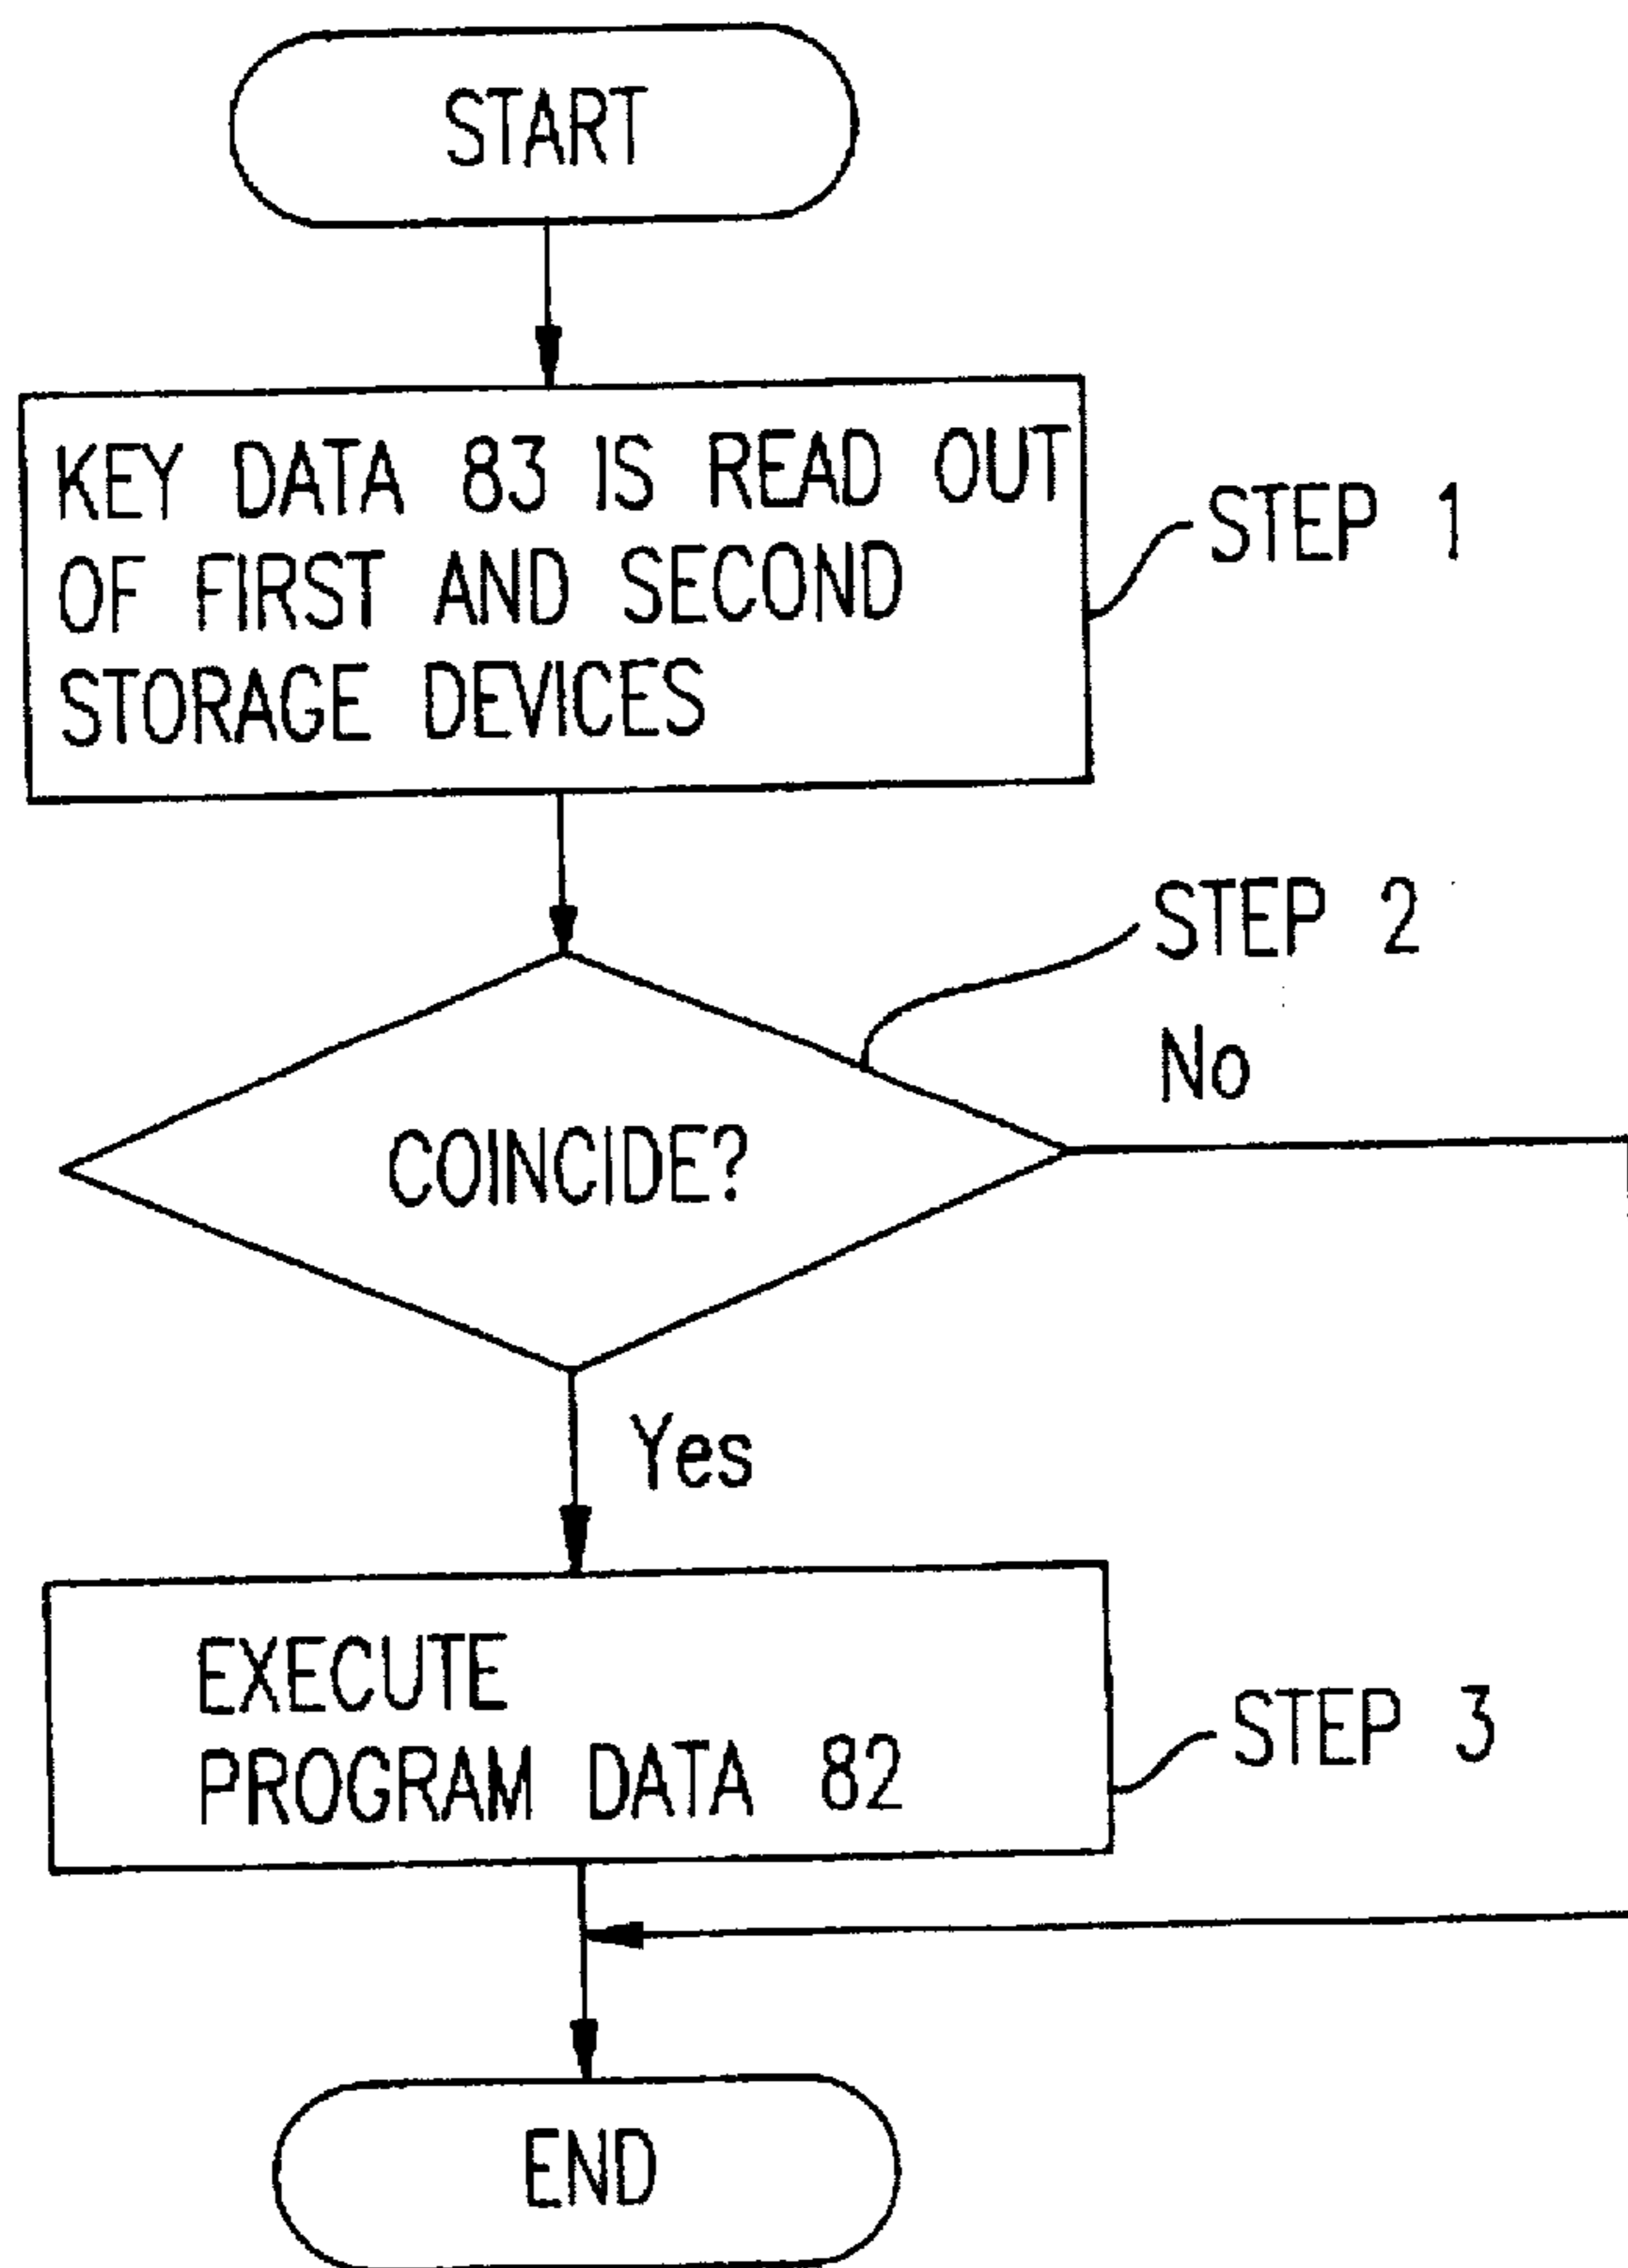 START
KEY DATA 83 IS READ OUT
OF FIRST AND SECOND
STORAGE DEVICES
STEP 1
STEP 2
No
COINCIDE?
Yes
EXECUTE
PROGRAM DATA 82
STEP 3
END